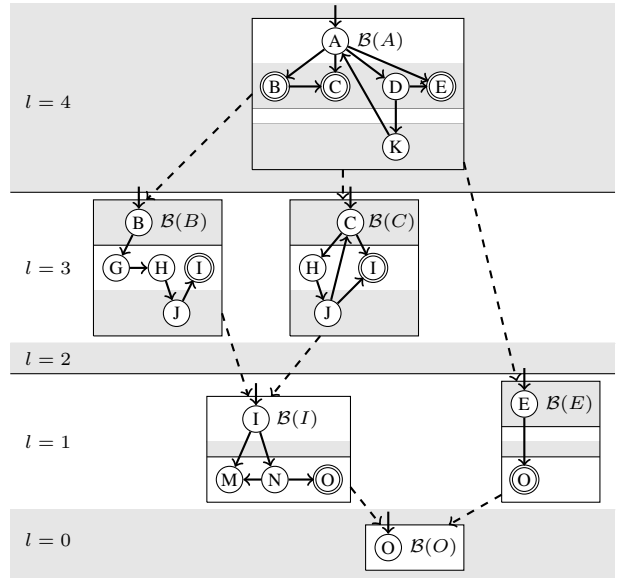 A 𝓑(A)
B C D E
l = 4
K
B 𝓑(B) C 𝓑(C)
l = 3 G H I H I
J J
l = 2
E 𝓑(E)
I 𝓑(I)
l = 1
M N O O
l = 0 O 𝓑(O)